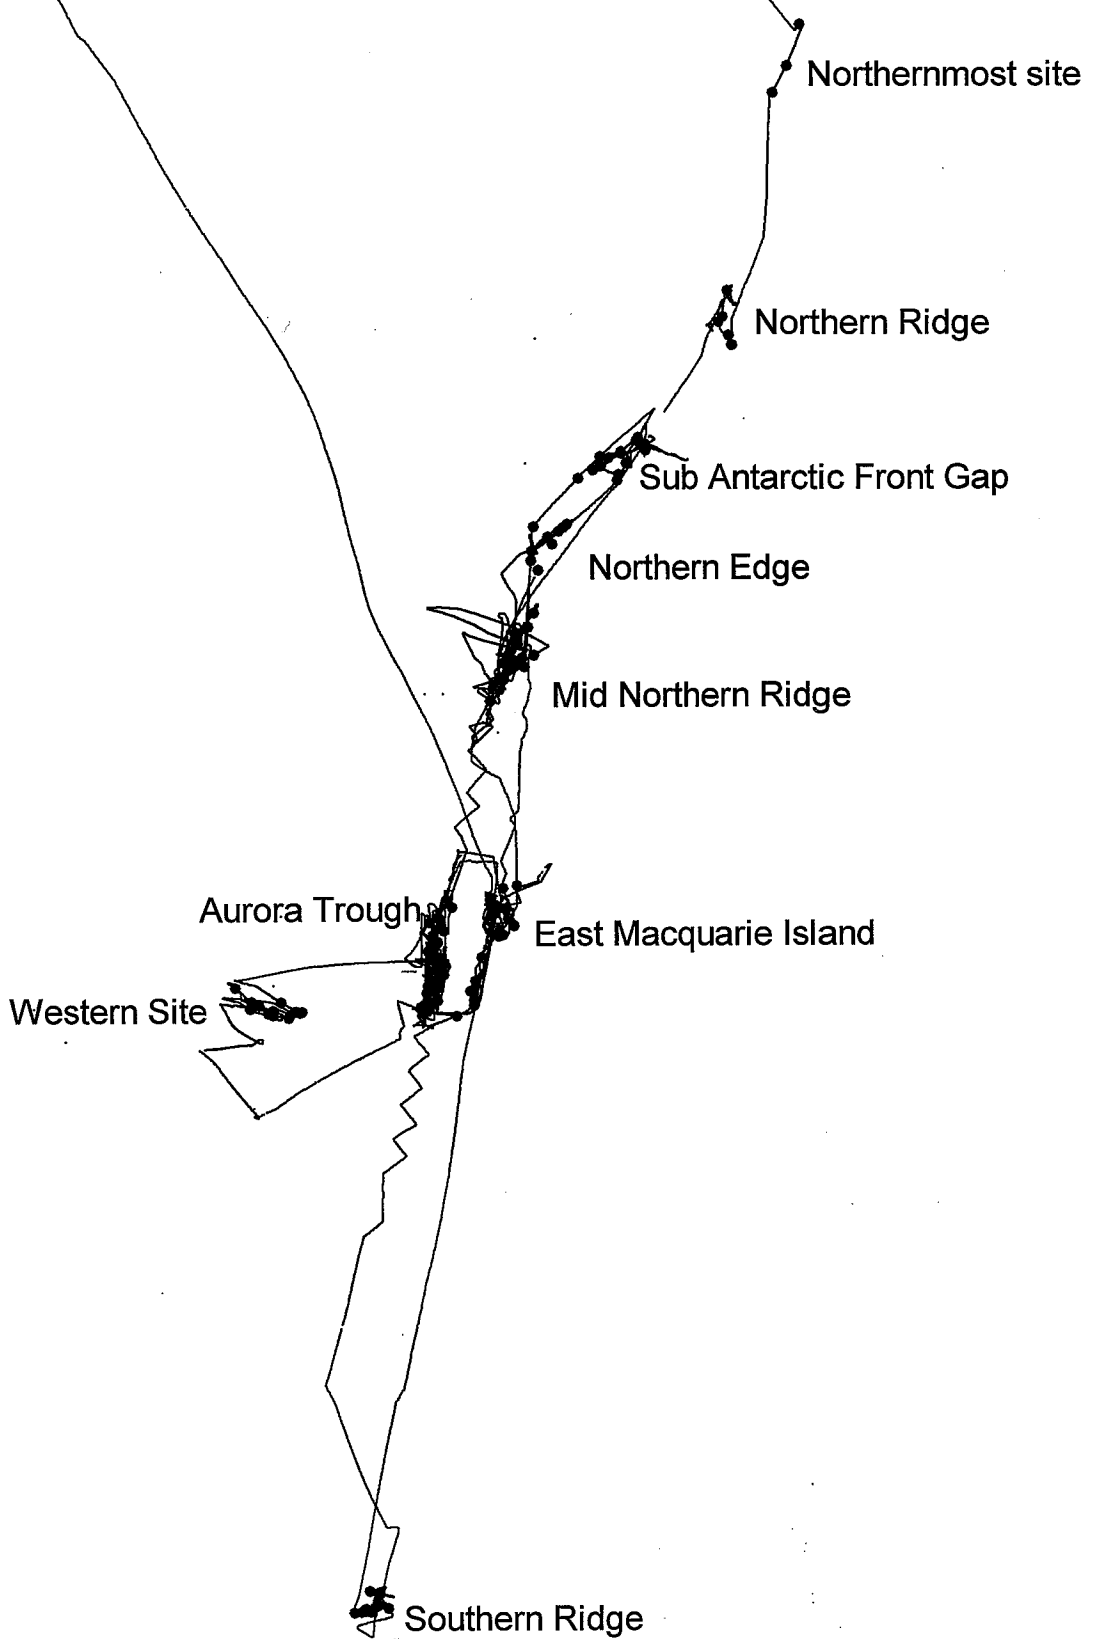 Northernmost site
Northern Ridge
Sub Antarctic Front Gap
Northern Edge
Mid Northern Ridge
Aurora Trough
East Macquarie Island
Western Site
Southern Ridge